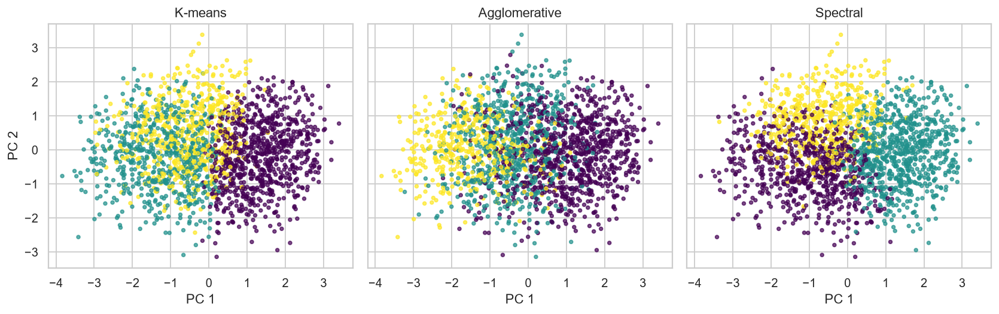 K-means
Agglomerative
Spectral
PC 2
3
2
1
0
−1
−2
−3
−4 −3 −2 −1 0 1 2 3
−4 −3 −2 −1 0 1 2 3
−4 −3 −2 −1 0 1 2 3
PC 1
PC 1
PC 1